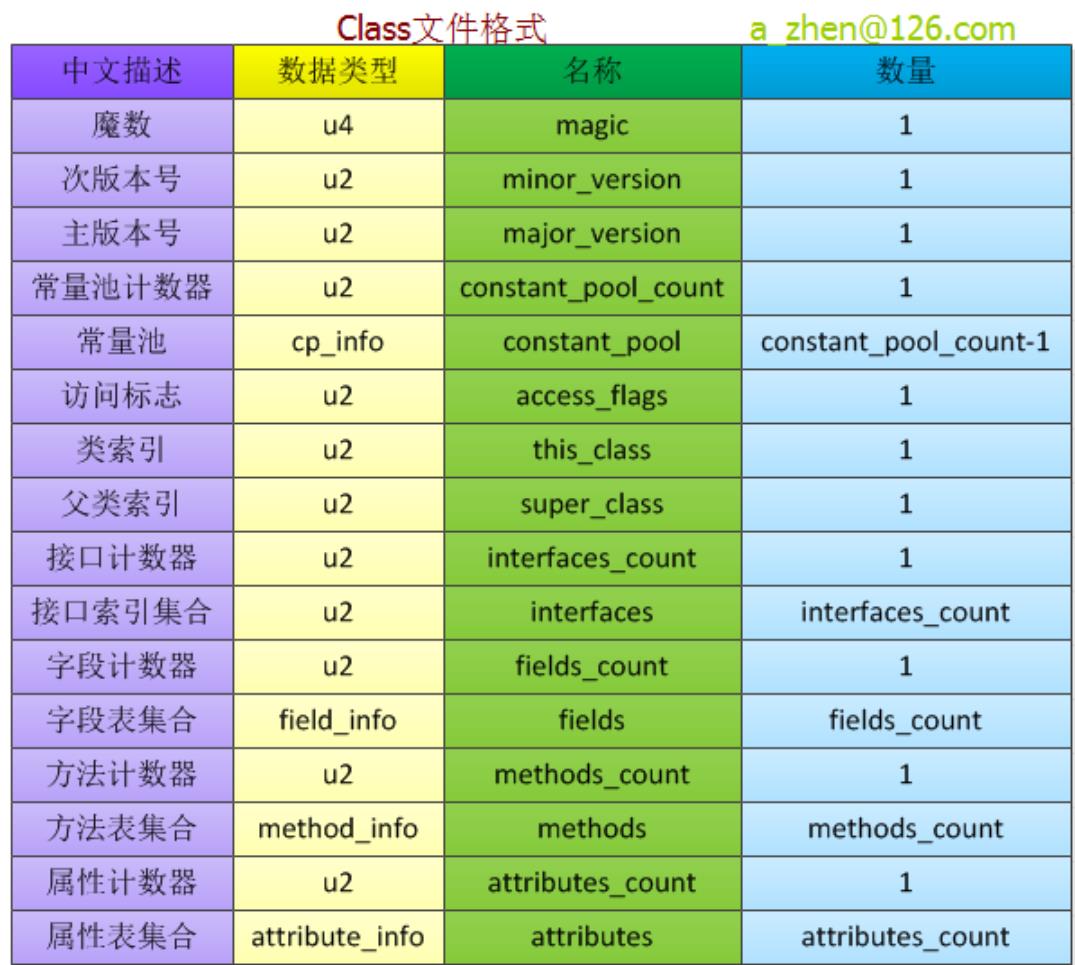 Class文件格式 a_zhen@126.com
中文描述 数据类型 名称 数量
魔数 u4 magic 1
次版本号 u2 minor_version 1
主版本号 u2 major_version 1
常量池计数器 u2 constant_pool_count 1
常量池 cp_info constant_pool constant_pool_count-1
访问标志 u2 access_flags 1
类索引 u2 this_class 1
父类索引 u2 super_class 1
接口计数器 u2 interfaces_count 1
接口索引集合 u2 interfaces interfaces_count
字段计数器 u2 fields_count 1
字段表集合 field_info fields fields_count
方法计数器 u2 methods_count 1
方法表集合 method_info methods methods_count
属性计数器 u2 attributes_count 1
属性表集合 attribute_info attributes attributes_count